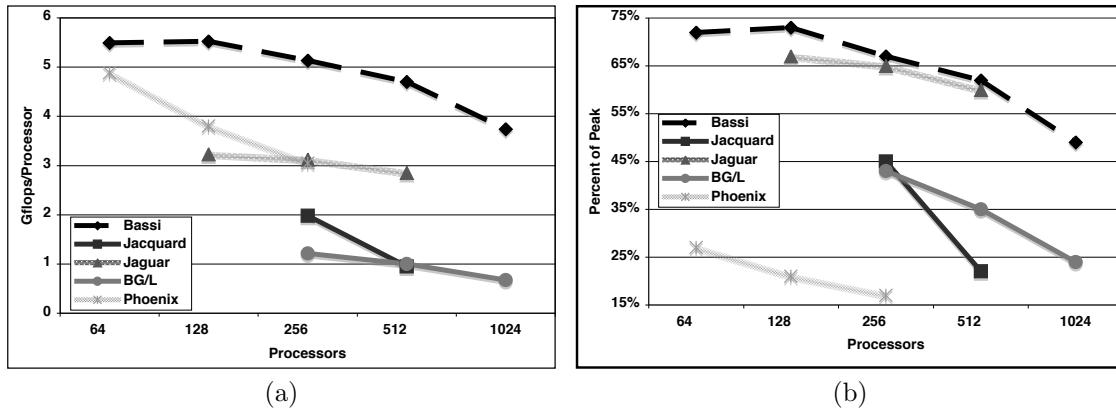 6
5
4
3
2
1
0
Gflops/Processor
Bassi
Jacquard
Jaguar
BG/L
Phoenix
64 128 256 512 1024
Processors
(a)
75%
65%
55%
45%
35%
25%
15%
Percent of Peak
Bassi
Jacquard
Jaguar
BG/L
Phoenix
64 128 256 512 1024
Processors
(b)